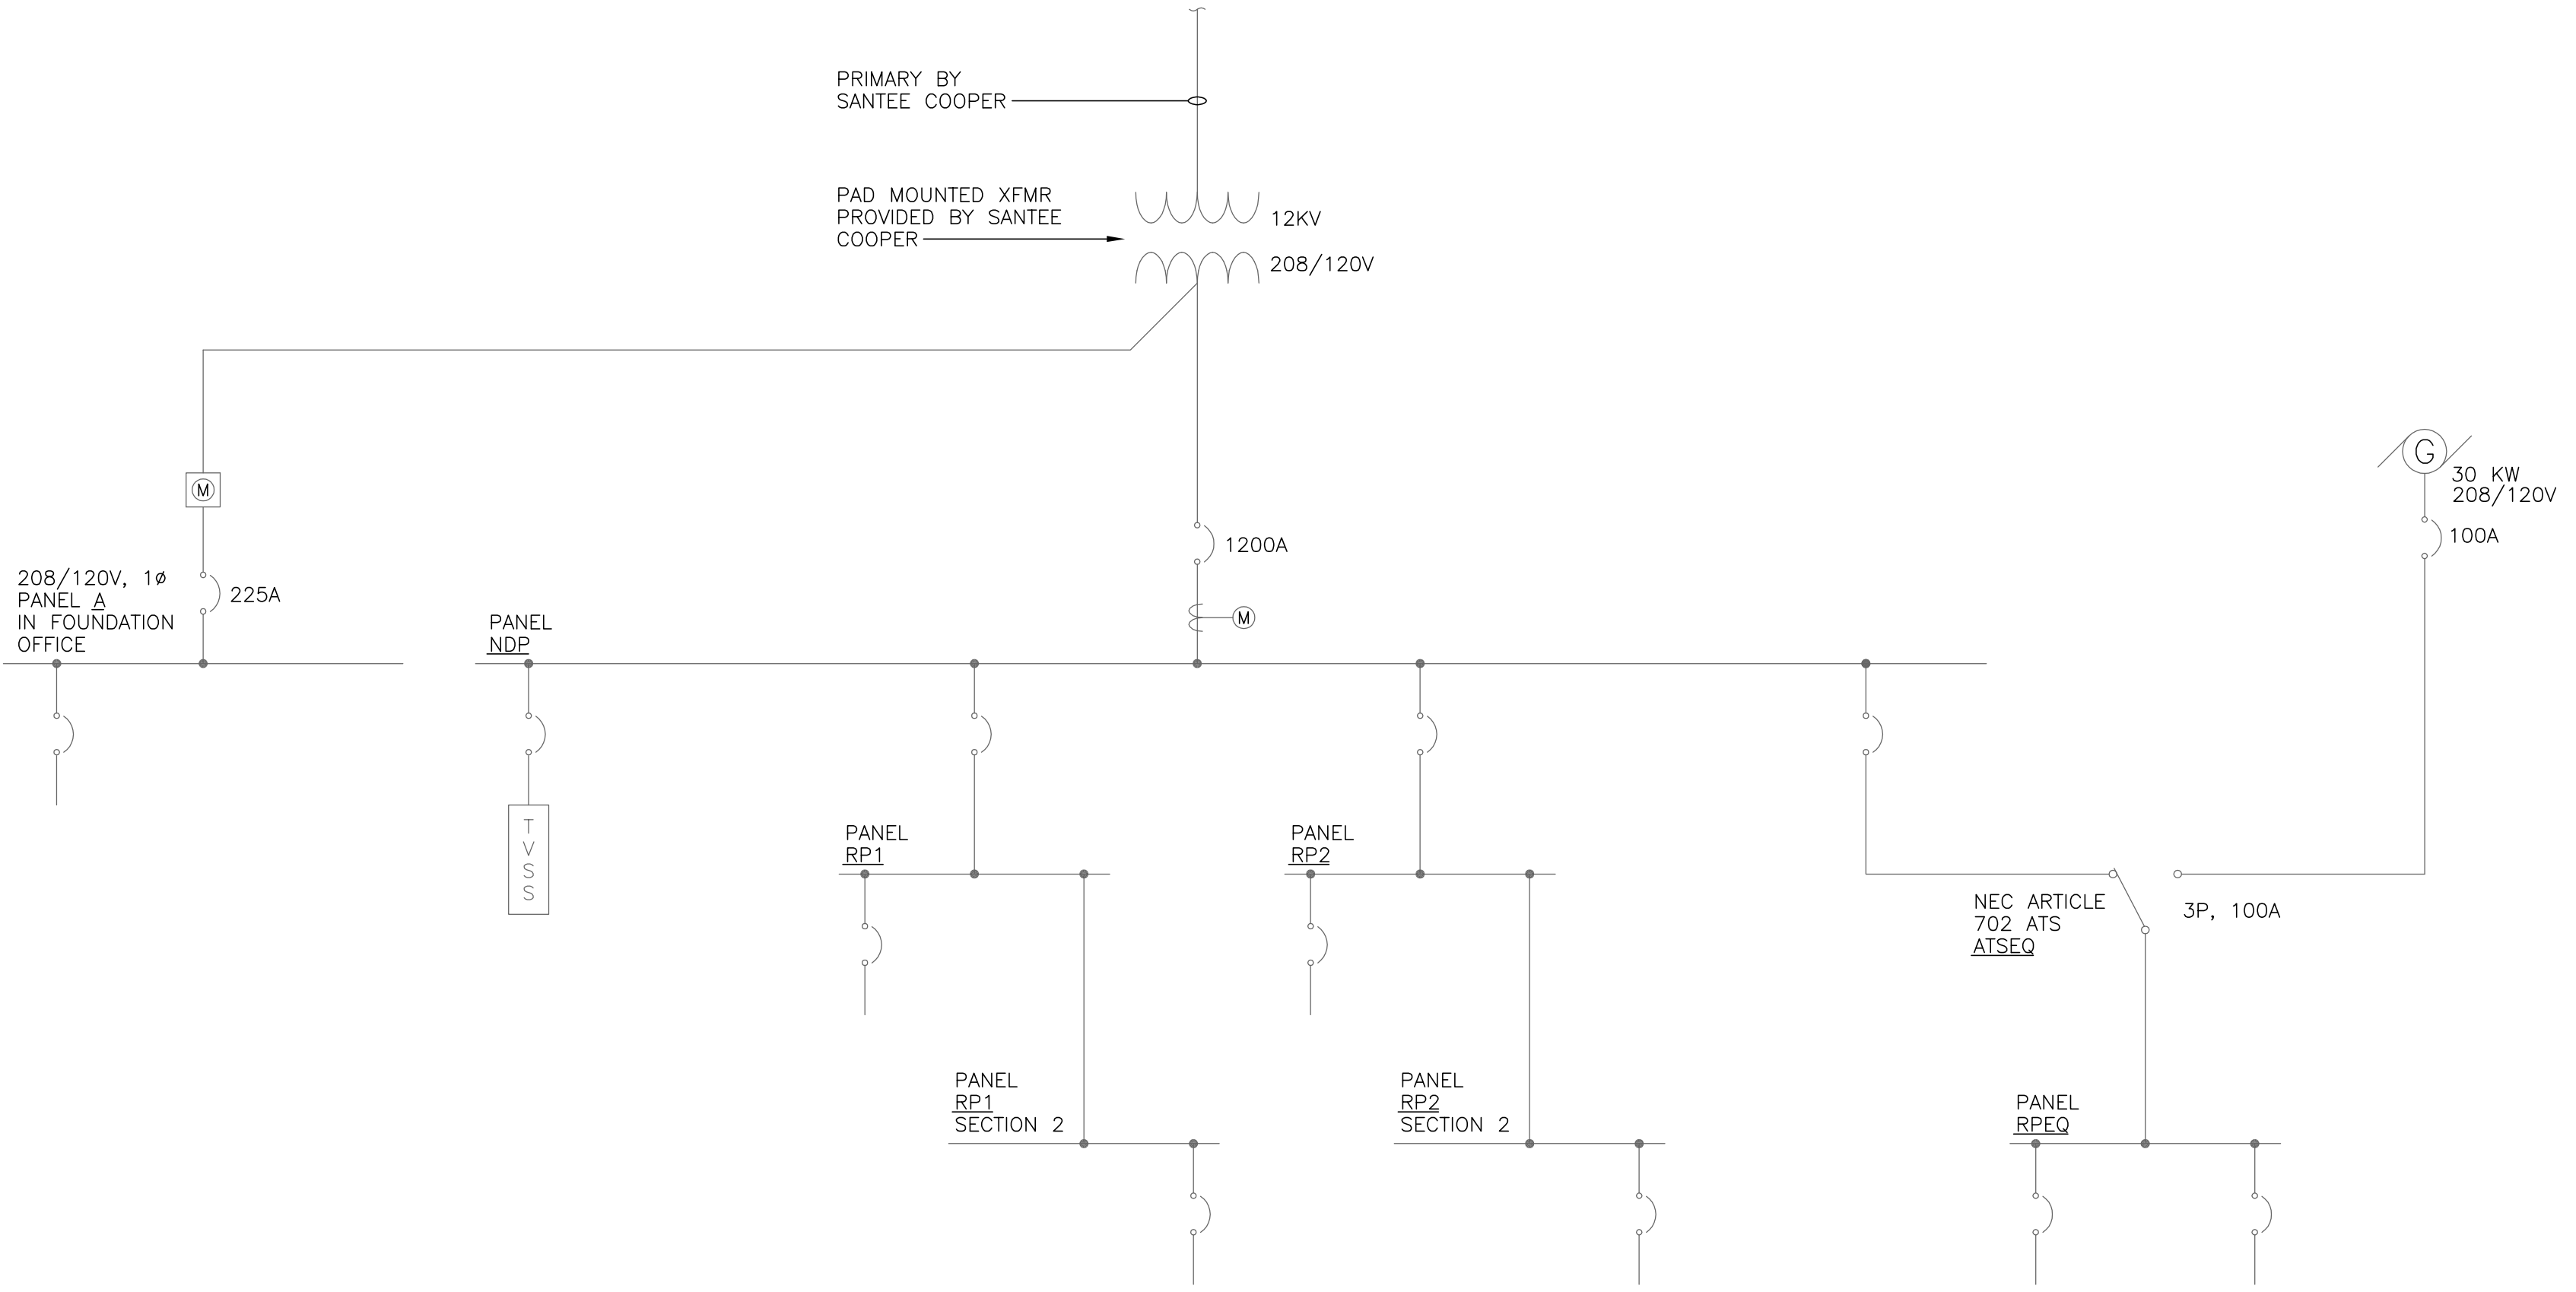 PRIMARY BY
SANTEE COOPER
PAD MOUNTED XFMR
PROVIDED BY SANTEE
COOPER
12KV
208/120V
M
G
30 KW
208/120V
100A
1200A
M
208/120V, 1ø
PANEL A
IN FOUNDATION
OFFICE
225A
PANEL
NDP
T
V
S
S
PANEL
RP1
PANEL
RP2
NEC ARTICLE
702 ATS
ATSEQ
3P, 100A
PANEL
RP1
SECTION 2
PANEL
RP2
SECTION 2
PANEL
RPEQ